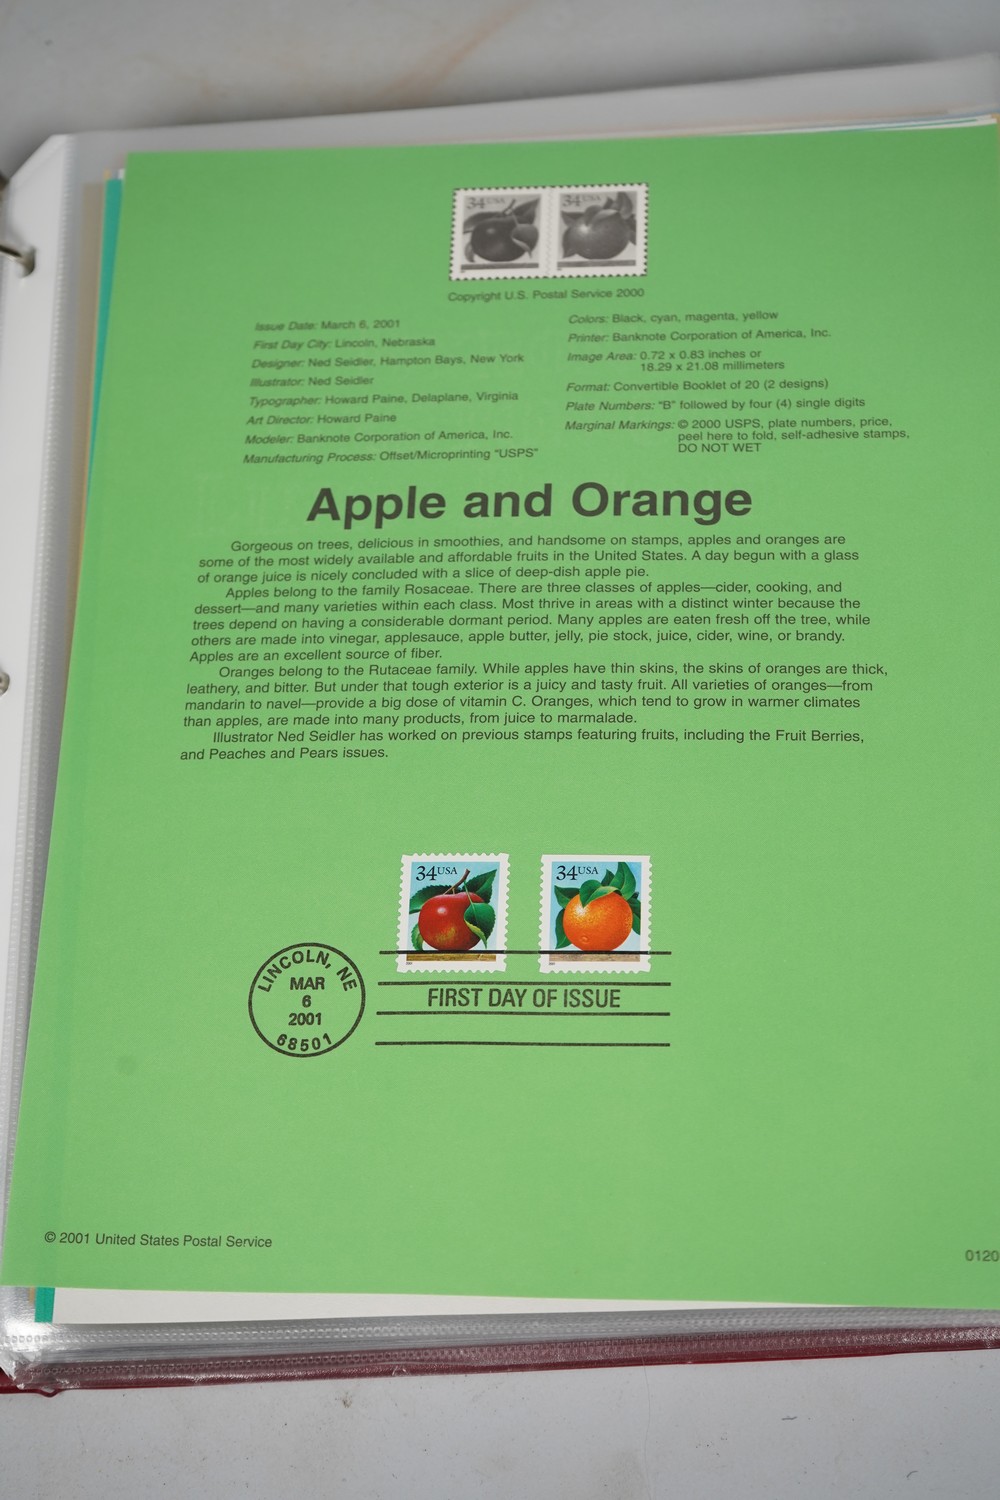 34 USA 34 USA
Copyright U.S. Postal Service 2000
Issue Date: March 6, 2001
First Day City: Lincoln, Nebraska
Designer: Ned Seidler, Hampton Bays, New York
Illustrator: Ned Seidler
Typographer: Howard Paine, Delaplane, Virginia
Art Director: Howard Paine
Modeler: Banknote Corporation of America, Inc.
Manufacturing Process: Offset/Microprinting "USPS"
Colors: Black, cyan, magenta, yellow
Printer: Banknote Corporation of America, Inc.
Image Area: 0.72 x 0.83 inches or
18.29 x 21.08 millimeters
Format: Convertible Booklet of 20 (2 designs)
Plate Numbers: "B" followed by four (4) single digits
Marginal Markings: © 2000 USPS, plate numbers, price,
peel here to fold, self-adhesive stamps,
DO NOT WET
Apple and Orange
Gorgeous on trees, delicious in smoothies, and handsome on stamps, apples and oranges are
some of the most widely available and affordable fruits in the United States. A day begun with a glass
of orange juice is nicely concluded with a slice of deep-dish apple pie.
Apples belong to the family Rosaceae. There are three classes of apples—cider, cooking, and
dessert—and many varieties within each class. Most thrive in areas with a distinct winter because the
trees depend on having a considerable dormant period. Many apples are eaten fresh off the tree, while
others are made into vinegar, applesauce, apple butter, jelly, pie stock, juice, cider, wine, or brandy.
Apples are an excellent source of fiber.
Oranges belong to the Rutaceae family. While apples have thin skins, the skins of oranges are thick,
leathery, and bitter. But under that tough exterior is a juicy and tasty fruit. All varieties of oranges—from
mandarin to navel—provide a big dose of vitamin C. Oranges, which tend to grow in warmer climates
than apples, are made into many products, from juice to marmalade.
Illustrator Ned Seidler has worked on previous stamps featuring fruits, including the Fruit Berries,
and Peaches and Pears issues.
34 USA 34 USA
LINCOLN, NE
MAR
6
2001
68501
FIRST DAY OF ISSUE
© 2001 United States Postal Service
0120